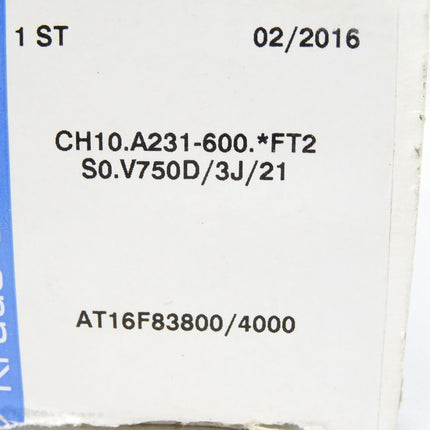 1 ST 02/2016
CH10.A231-600.*FT2
S0.V750D/3J/21
AT16F83800/4000